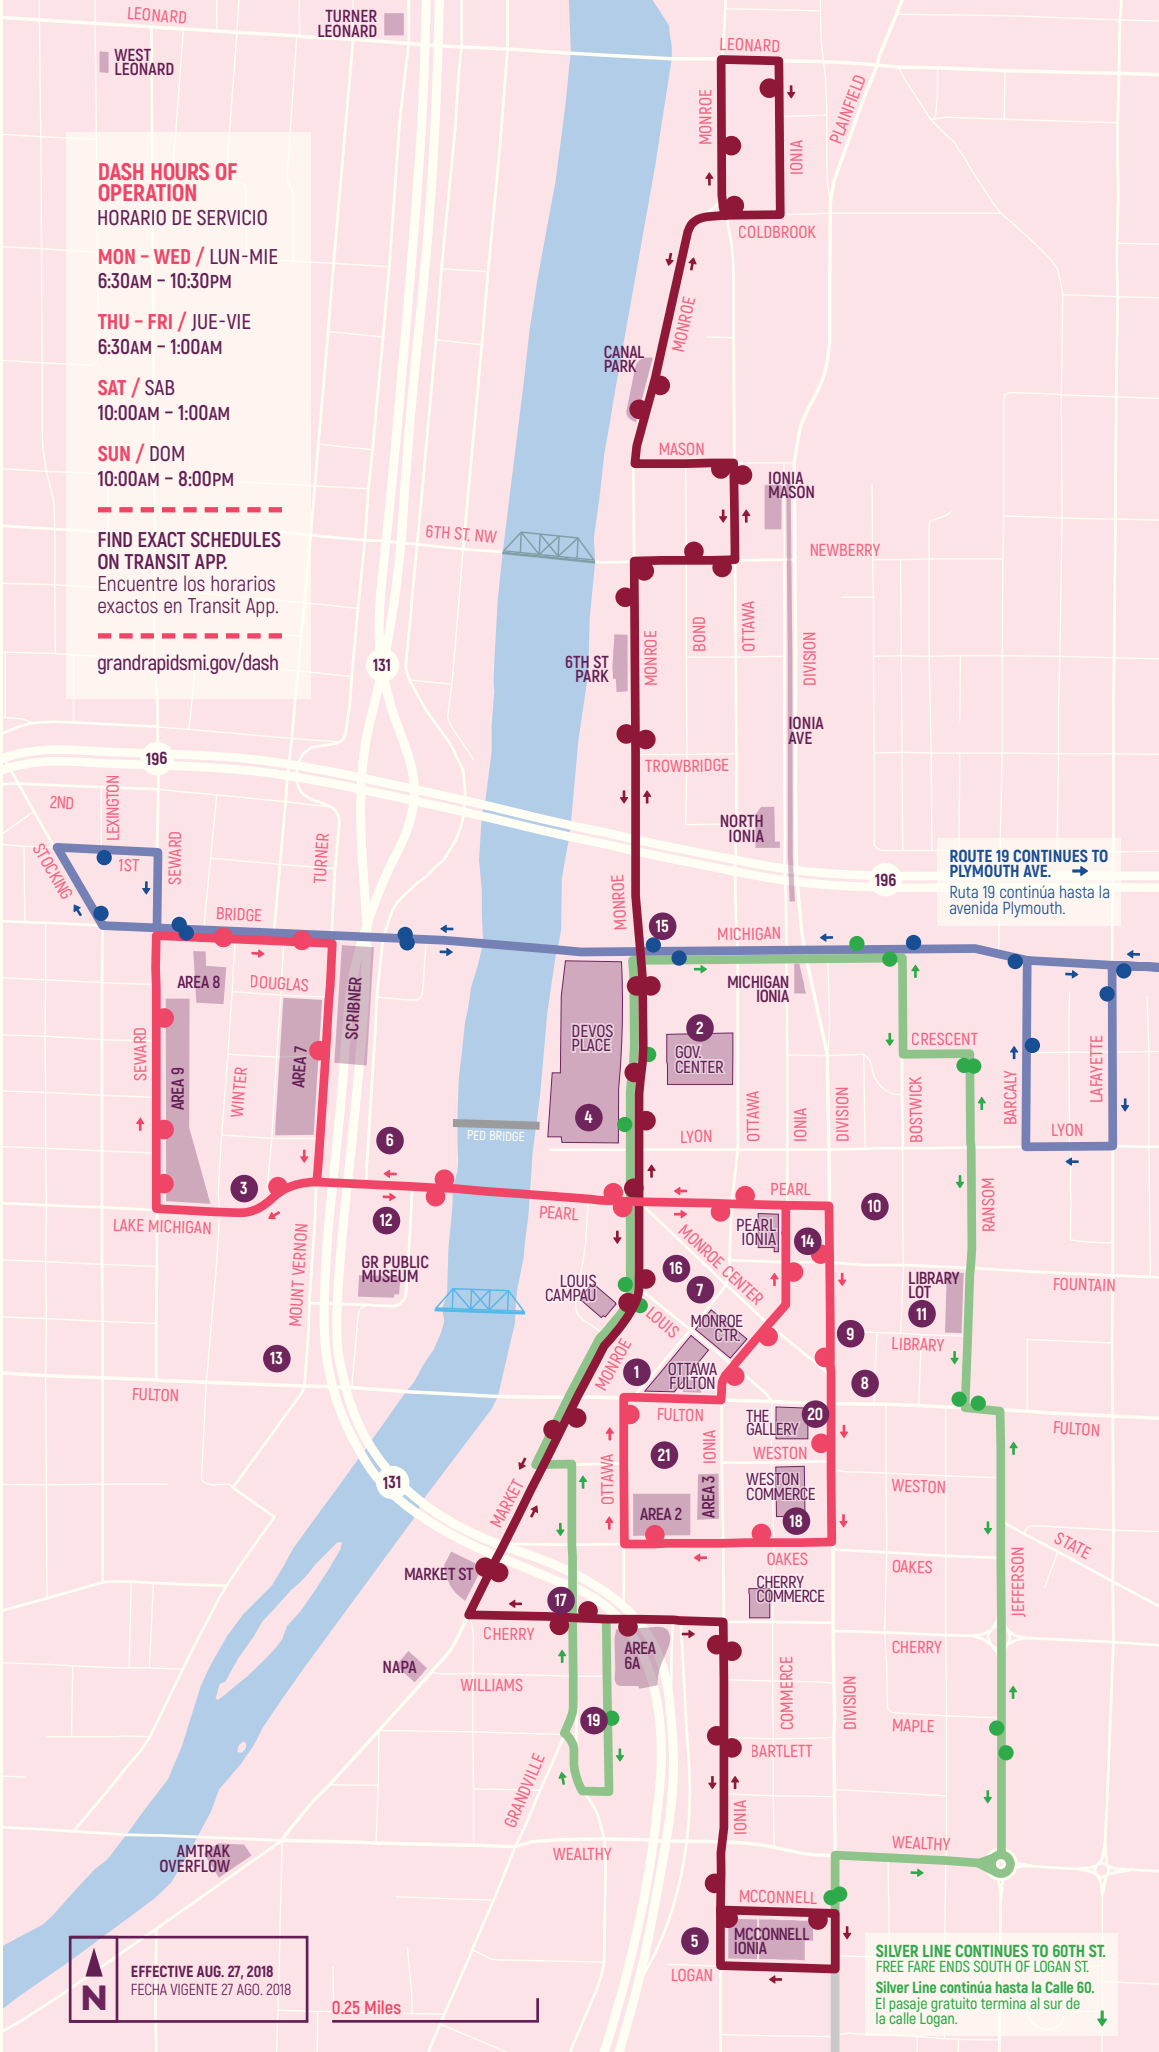 LEONARD
TURNER
LEONARD
WEST
LEONARD
LEONARD
MONROE
IONIA
PLAINFIELD
COLDBROOK
DASH HOURS OF
OPERATION
HORARIO DE SERVICIO
MON – WED / LUN-MIE
6:30AM – 10:30PM
THU – FRI / JUE-VIE
6:30AM – 1:00AM
SAT / SAB
10:00AM – 1:00AM
SUN / DOM
10:00AM – 8:00PM
FIND EXACT SCHEDULES
ON TRANSIT APP.
Encuentre los horarios
exactos en Transit App.
grandrapidsmi.gov/dash
MONROE
CANAL
PARK
MASON
IONIA
MASON
6TH ST. NW
NEWBERRY
BOND
OTTAWA
MONROE
DIVISION
6TH ST
PARK
131
IONIA
AVE
TROWBRIDGE
196
2ND
LEXINGTON
NORTH
IONIA
STOCKING
1ST
SEWARD
TURNER
196
ROUTE 19 CONTINUES TO
PLYMOUTH AVE.
Ruta 19 continúa hasta la
avenida Plymouth.
MONROE
BRIDGE
15
MICHIGAN
AREA 8
DOUGLAS
SCRIBNER
MICHIGAN
IONIA
DEVOS
PLACE
2
GOV.
CENTER
CRESCENT
SEWARD
AREA 9
WINTER
AREA 7
BARCALY
LAFAYETTE
OTTAWA
IONIA
DIVISION
BOSTWICK
4
PED BRIDGE
LYON
LYON
6
3
PEARL
RANSOM
LAKE MICHIGAN
12
PEARL
10
MOUNT VERNON
PEARL
IONIA
14
MONROE CENTER
GR PUBLIC
MUSEUM
16
LOUIS
CAMPAU
7
LIBRARY
LOT
FOUNTAIN
11
LOUIS
MONROE
CTR.
9
LIBRARY
13
MONROE
1
OTTAWA
FULTON
8
FULTON
FULTON
THE
GALLERY
20
FULTON
21
IONIA
WESTON
131
MARKET
OTTAWA
AREA 3
WESTON
COMMERCE
WESTON
AREA 2
18
STATE
OAKES
OAKES
MARKET ST
CHERRY
COMMERCE
JEFFERSON
17
CHERRY
AREA
6A
CHERRY
NAPA
WILLIAMS
COMMERCE
DIVISION
19
MAPLE
BARTLETT
GRANDVILLE
IONIA
AMTRAK
OVERFLOW
WEALTHY
WEALTHY
MCCONNELL
5
MCCONNELL
IONIA
LOGAN
N
EFFECTIVE AUG. 27, 2018
FECHA VIGENTE 27 AGO. 2018
0.25 Miles
SILVER LINE CONTINUES TO 60TH ST.
FREE FARE ENDS SOUTH OF LOGAN ST.
Silver Line continúa hasta la Calle 60.
El pasaje gratuito termina al sur de
la calle Logan.